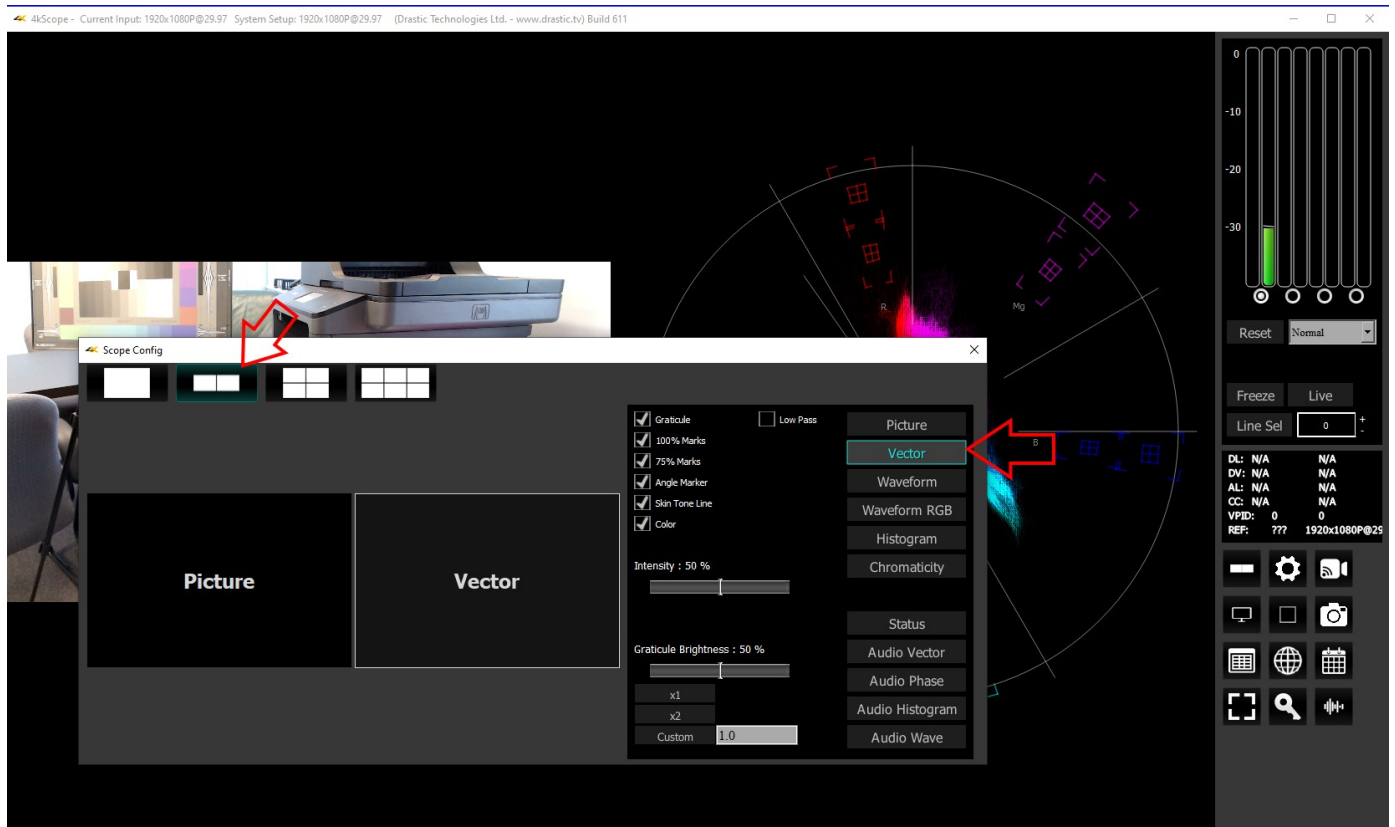 4kScope - Current Input: 1920x1080P@29.97 System Setup: 1920x1080P@29.97 (Drastic Technologies Ltd. - www.drastic.tv) Build 611
0
-10
-20
-30
R
Mg
B
Reset
Normal
Freeze
Live
Line Sel
0
+
-
DL: N/A N/A
DV: N/A N/A
AL: N/A N/A
CC: N/A N/A
VPID: 0 0
REF: ??? 1920x1080P@29
Scope Config
Picture
Vector
Graticule
Low Pass
100% Marks
75% Marks
Angle Marker
Skin Tone Line
Color
Intensity : 50 %
Graticule Brightness : 50 %
x1
x2
Custom
1.0
Picture
Vector
Waveform
Waveform RGB
Histogram
Chromaticity
Status
Audio Vector
Audio Phase
Audio Histogram
Audio Wave